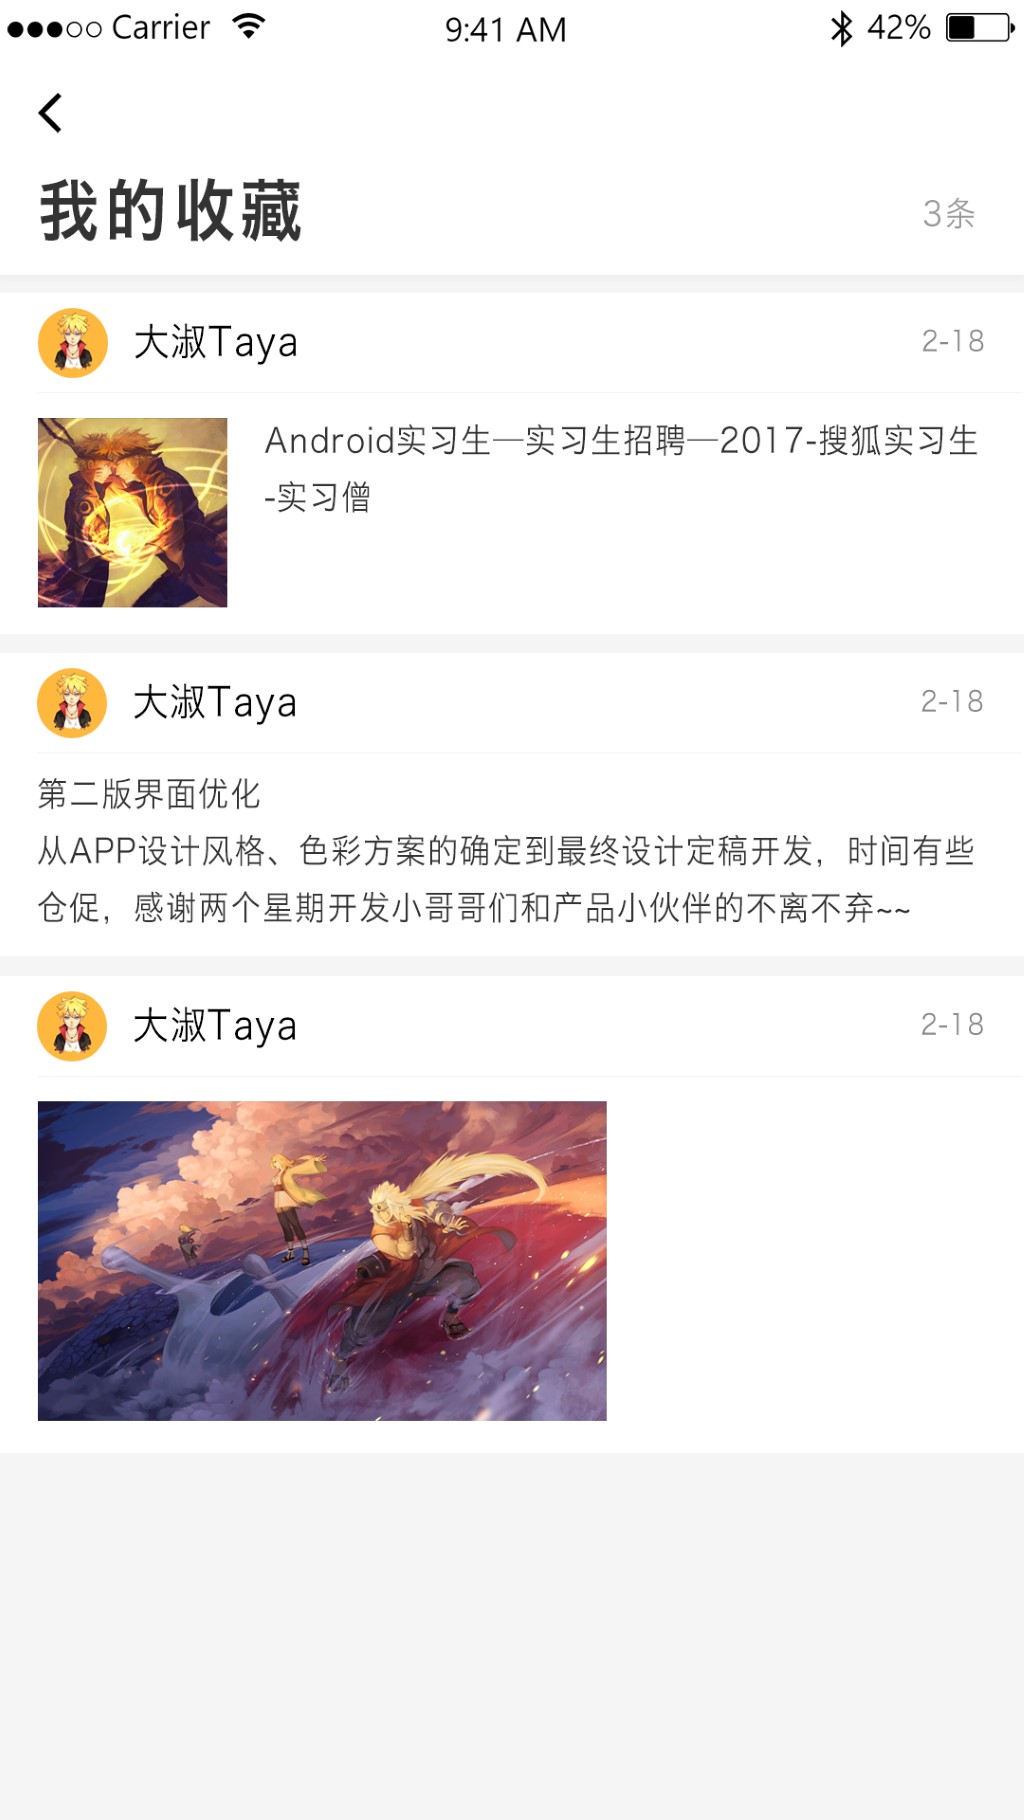 Carrier 9:41 AM 42%
我的收藏 3条
大淑Taya 2-18
Android实习生—实习生招聘—2017-搜狐实习生
-实习僧
大淑Taya 2-18
第二版界面优化
从APP设计风格、色彩方案的确定到最终设计定稿开发，时间有些
仓促，感谢两个星期开发小哥哥们和产品小伙伴的不离不弃~~
大淑Taya 2-18